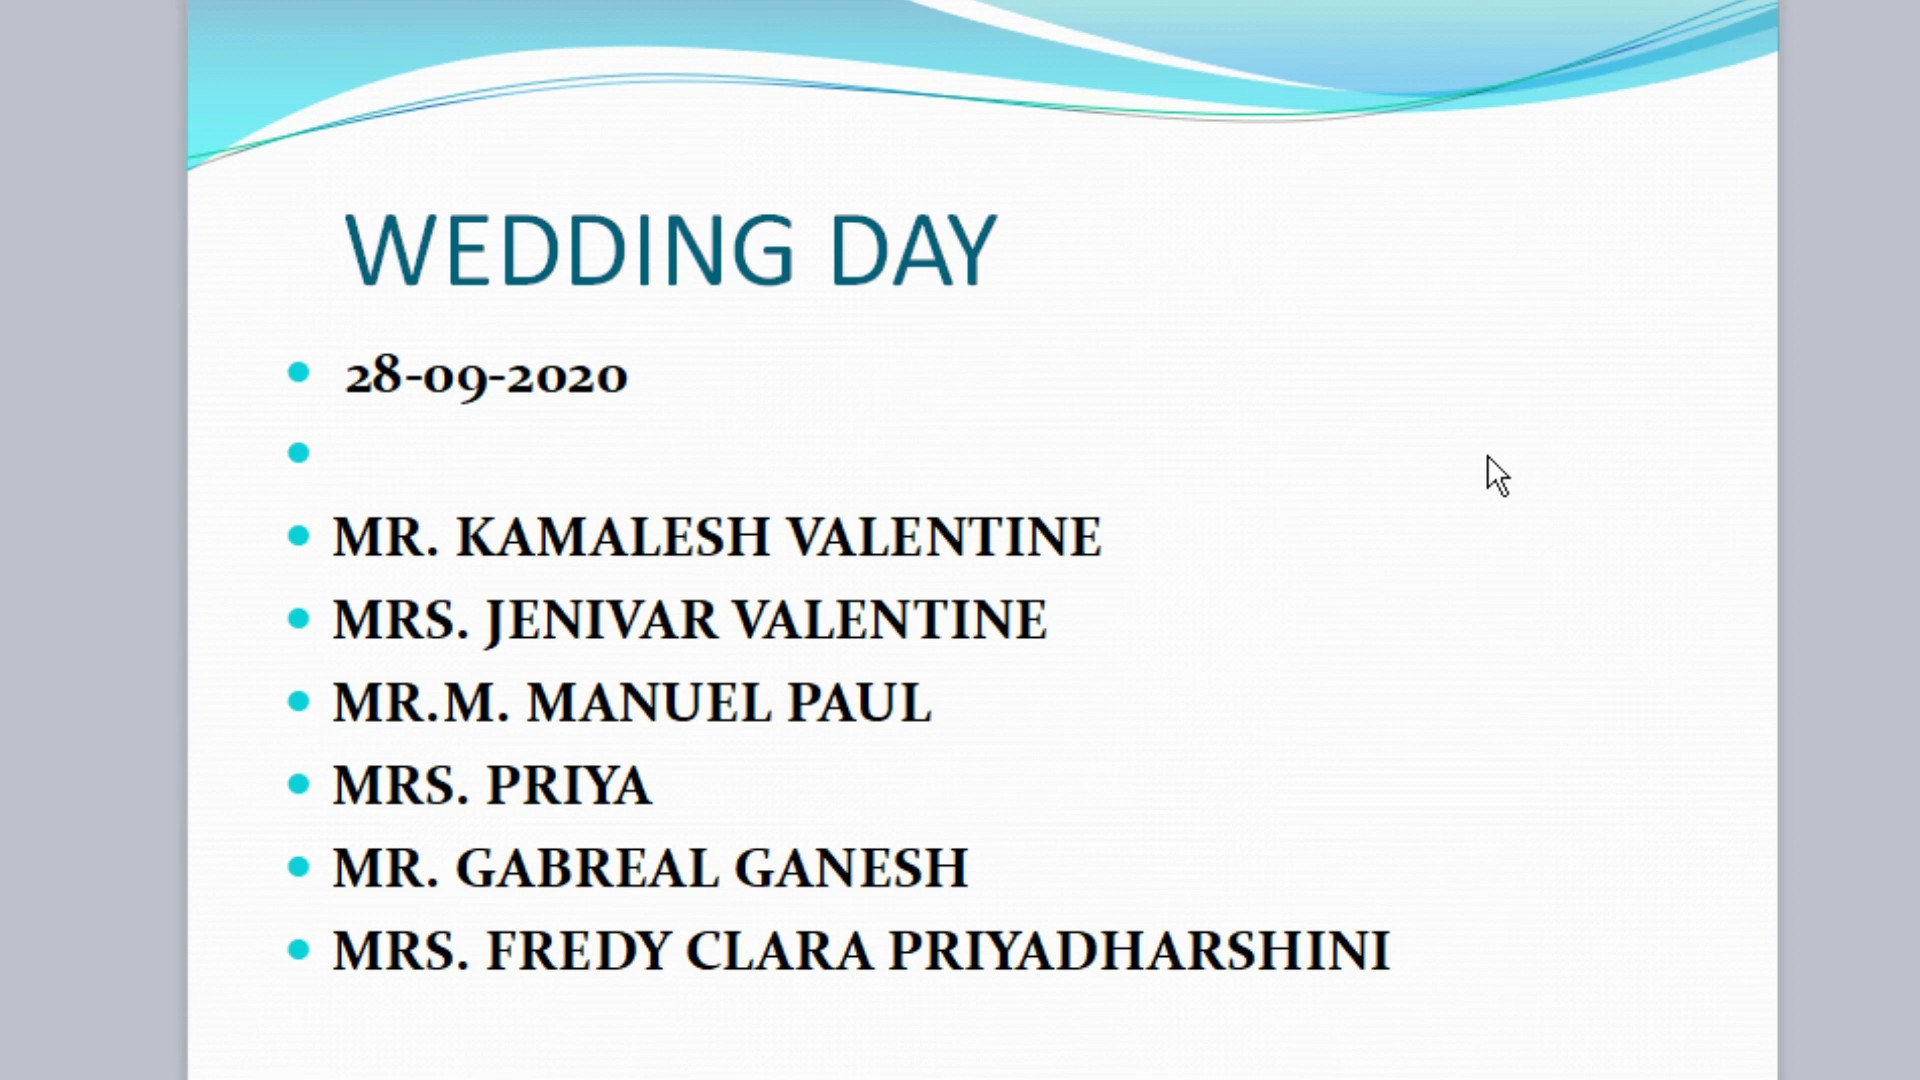 WEDDING DAY
28-09-2020
MR. KAMALESH VALENTINE
MRS. JENIVAR VALENTINE
MR.M. MANUEL PAUL
MRS. PRIYA
MR. GABREAL GANESH
MRS. FREDY CLARA PRIYADHARSHINI